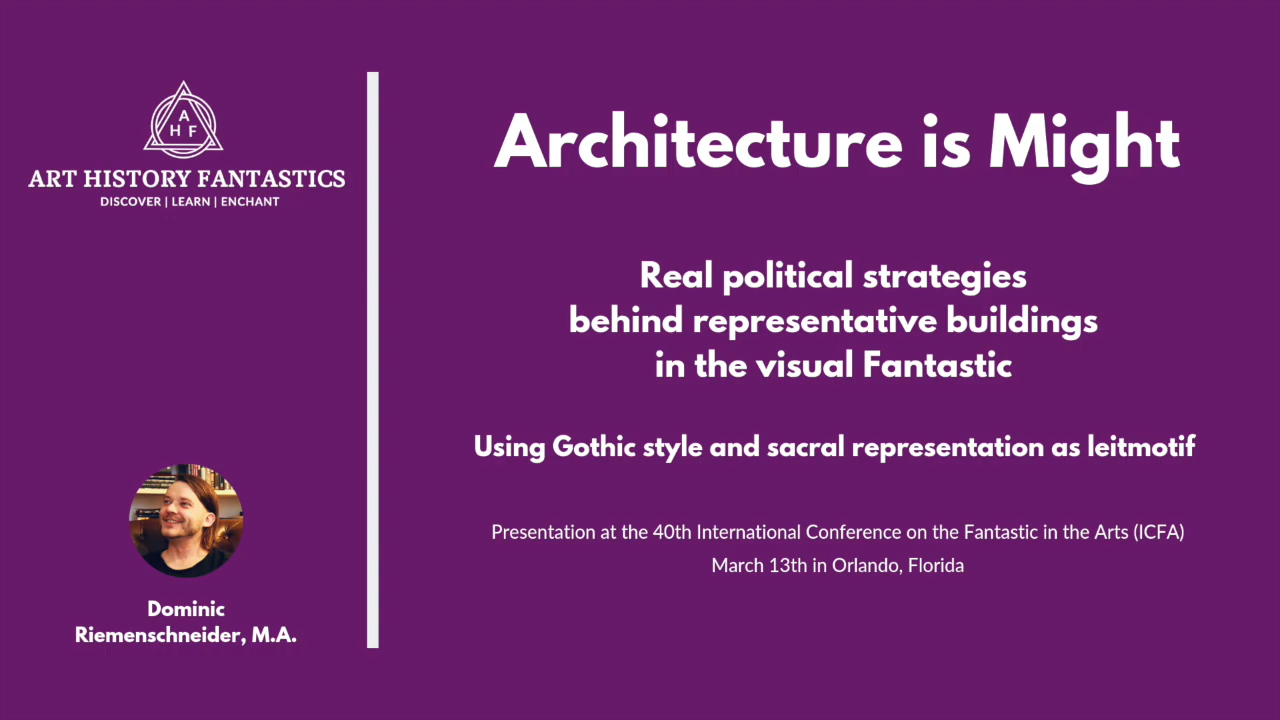 A
H F
ART HISTORY FANTASTICS
DISCOVER | LEARN | ENCHANT
Dominic
Riemenschneider, M.A.
Architecture is Might
Real political strategies
behind representative buildings
in the visual Fantastic
Using Gothic style and sacral representation as leitmotif
Presentation at the 40th International Conference on the Fantastic in the Arts (ICFA)
March 13th in Orlando, Florida